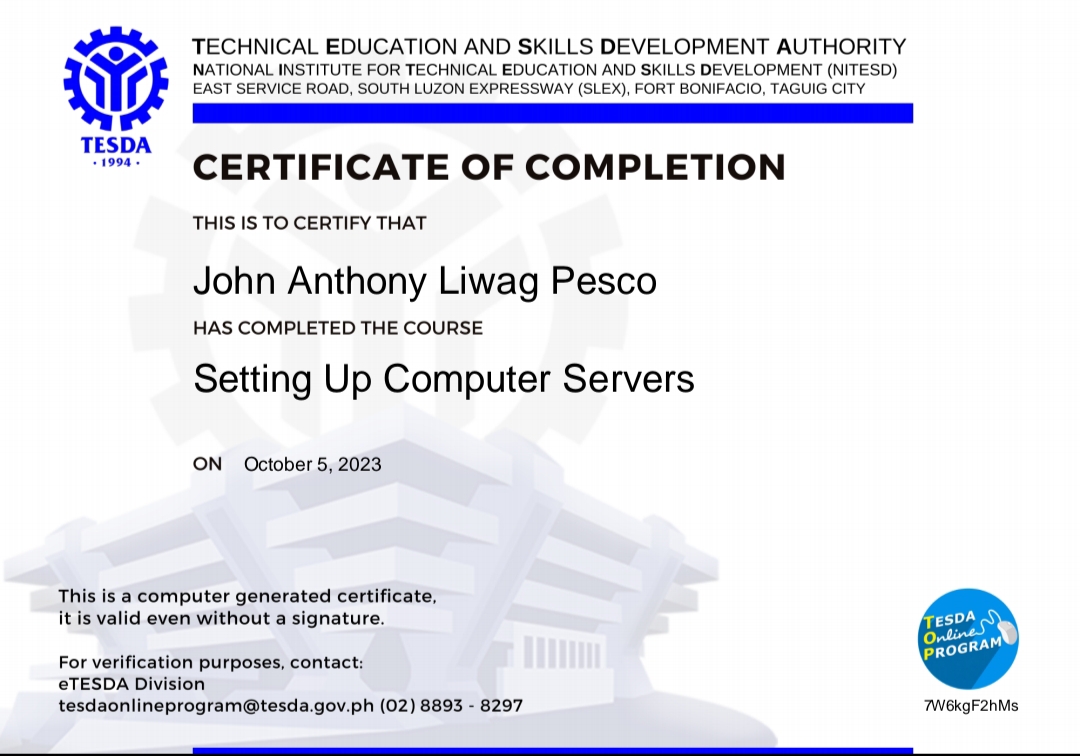 TECHNICAL EDUCATION AND SKILLS DEVELOPMENT AUTHORITY
NATIONAL INSTITUTE FOR TECHNICAL EDUCATION AND SKILLS DEVELOPMENT (NITESD)
EAST SERVICE ROAD, SOUTH LUZON EXPRESSWAY (SLEX), FORT BONIFACIO, TAGUIG CITY
TESDA
· 1994 ·
CERTIFICATE OF COMPLETION
THIS IS TO CERTIFY THAT
John Anthony Liwag Pesco
HAS COMPLETED THE COURSE
Setting Up Computer Servers
ON October 5, 2023
This is a computer generated certificate,
it is valid even without a signature.
For verification purposes, contact:
eTESDA Division
tesdaonlineprogram@tesda.gov.ph (02) 8893 - 8297
TESDA
Online
PROGRAM
7W6kgF2hMs